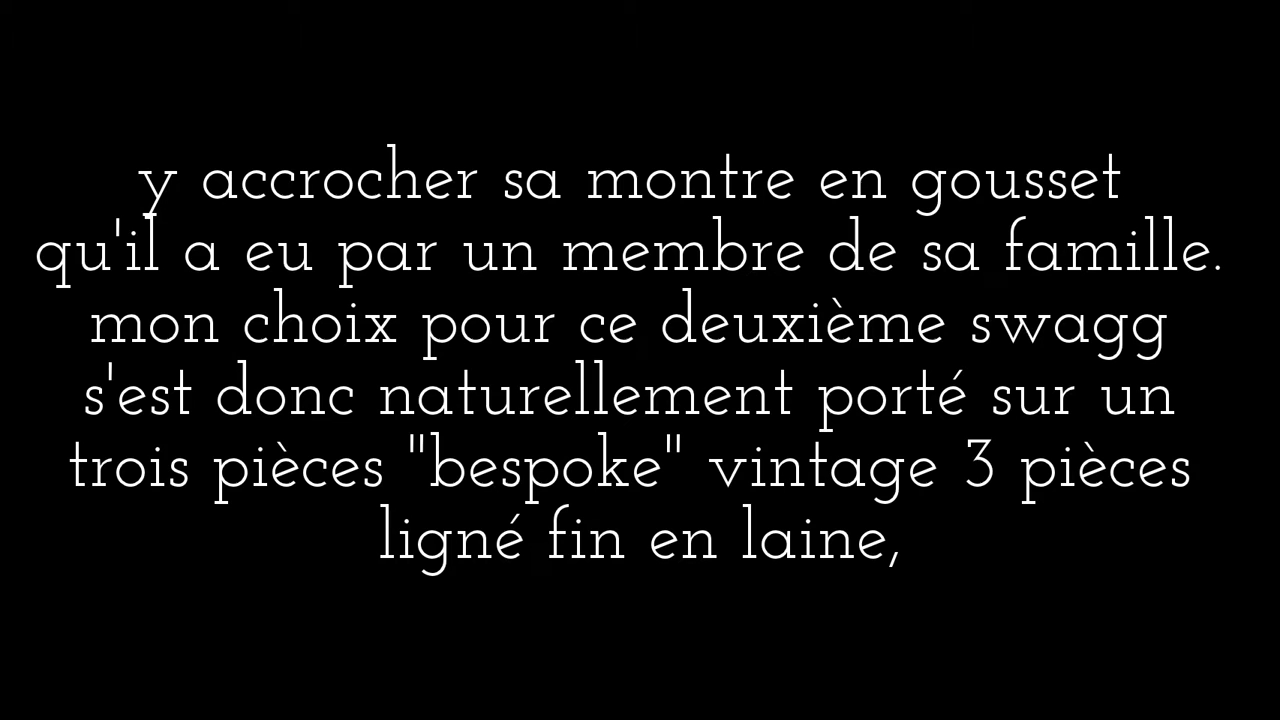 y accrocher sa montre en gousset
qu'il a eu par un membre de sa famille.
mon choix pour ce deuxième swagg
s'est donc naturellement porté sur un
trois pièces "bespoke" vintage 3 pièces
ligné fin en laine,